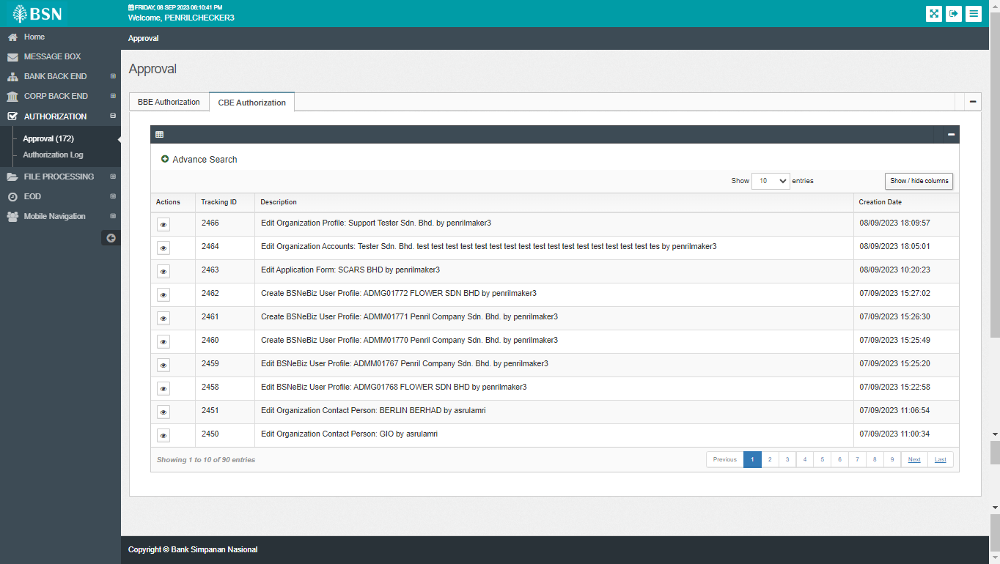 BSN
FRIDAY, 08 SEP 2023 06:10:41 PM
Welcome, PENRILCHECKER3
Home
MESSAGE BOX
BANK BACK END
CORP BACK END
AUTHORIZATION
Approval (172)
Authorization Log
FILE PROCESSING
EOD
Mobile Navigation
Approval
Approval
BBE Authorization
CBE Authorization
Advance Search
Show 10 entries
Show / hide columns
Actions Tracking ID Description Creation Date
2466 Edit Organization Profile: Support Tester Sdn. Bhd. by penrilmaker3 08/09/2023 18:09:57
2464 Edit Organization Accounts: Tester Sdn. Bhd. test test test test test test test test test test test test test test test test tes by penrilmaker3 08/09/2023 18:05:01
2463 Edit Application Form: SCARS BHD by penrilmaker3 08/09/2023 10:20:23
2462 Create BSNeBiz User Profile: ADMG01772 FLOWER SDN BHD by penrilmaker3 07/09/2023 15:27:02
2461 Create BSNeBiz User Profile: ADMM01771 Penril Company Sdn. Bhd. by penrilmaker3 07/09/2023 15:26:30
2460 Create BSNeBiz User Profile: ADMM01770 Penril Company Sdn. Bhd. by penrilmaker3 07/09/2023 15:25:49
2459 Edit BSNeBiz User Profile: ADMM01767 Penril Company Sdn. Bhd. by penrilmaker3 07/09/2023 15:25:20
2458 Edit BSNeBiz User Profile: ADMG01768 FLOWER SDN BHD by penrilmaker3 07/09/2023 15:22:58
2451 Edit Organization Contact Person: BERLIN BERHAD by asrulamri 07/09/2023 11:06:54
2450 Edit Organization Contact Person: GIO by asrulamri 07/09/2023 11:00:34
Showing 1 to 10 of 90 entries
Previous 1 2 3 4 5 6 7 8 9 Next Last
Copyright © Bank Simpanan Nasional